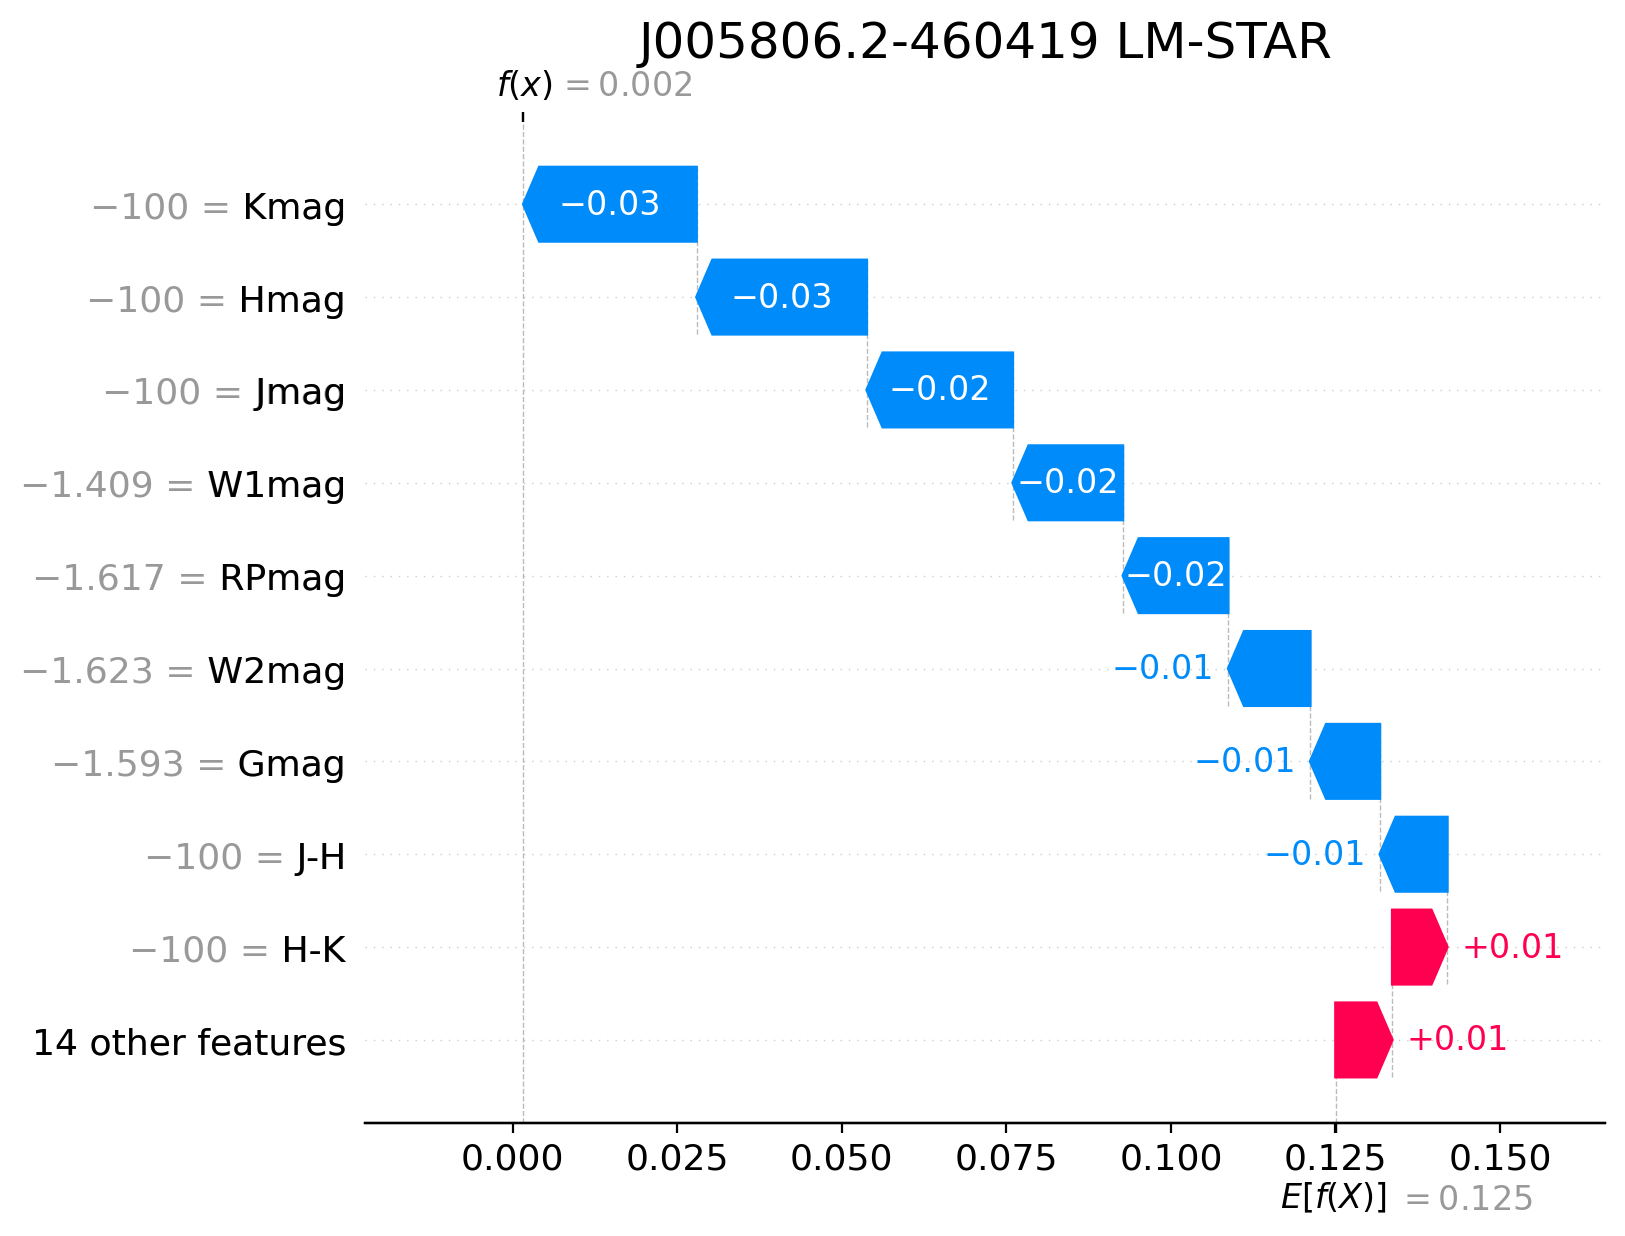 J005806.2-460419 LM-STAR
f(x) = 0.002
−100 = Kmag
−0.03
−100 = Hmag
−0.03
−100 = Jmag
−0.02
−1.409 = W1mag
−0.02
−1.617 = RPmag
−0.02
−1.623 = W2mag
−0.01
−1.593 = Gmag
−0.01
−100 = J-H
−0.01
−100 = H-K
+0.01
14 other features
+0.01
0.000 0.025 0.050 0.075 0.100 0.125 0.150
E[f(X)] = 0.125